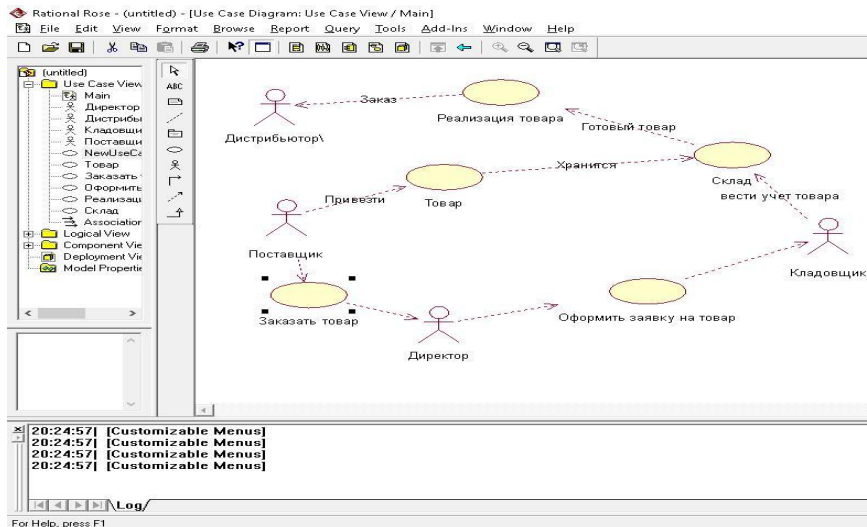 Rational Rose - (untitled) - [Use Case Diagram: Use Case View / Main]
File Edit View Format Browse Report Query Tools Add-Ins Window Help
(untitled)
Use Case View
Main
Директор
Дистрибы
Кладовщи
Поставщи
NewUseCa
Товар
Заказать
Оформить
Реализаци
Склад
Association
Logical View
Component Vie
Deployment Vie
Model Propertie
ABC
Заказ
Реализация товара
Дистрибьютор\
Готовый товар
Хранится
Склад
Привезти
Товар
вести учет товара
Поставщик
Кладовщик
Заказать товар
Оформить заявку на товар
Директор
20:24:57| [Customizable Menus]
20:24:57| [Customizable Menus]
20:24:57| [Customizable Menus]
20:24:57| [Customizable Menus]
Log
For Help, press F1